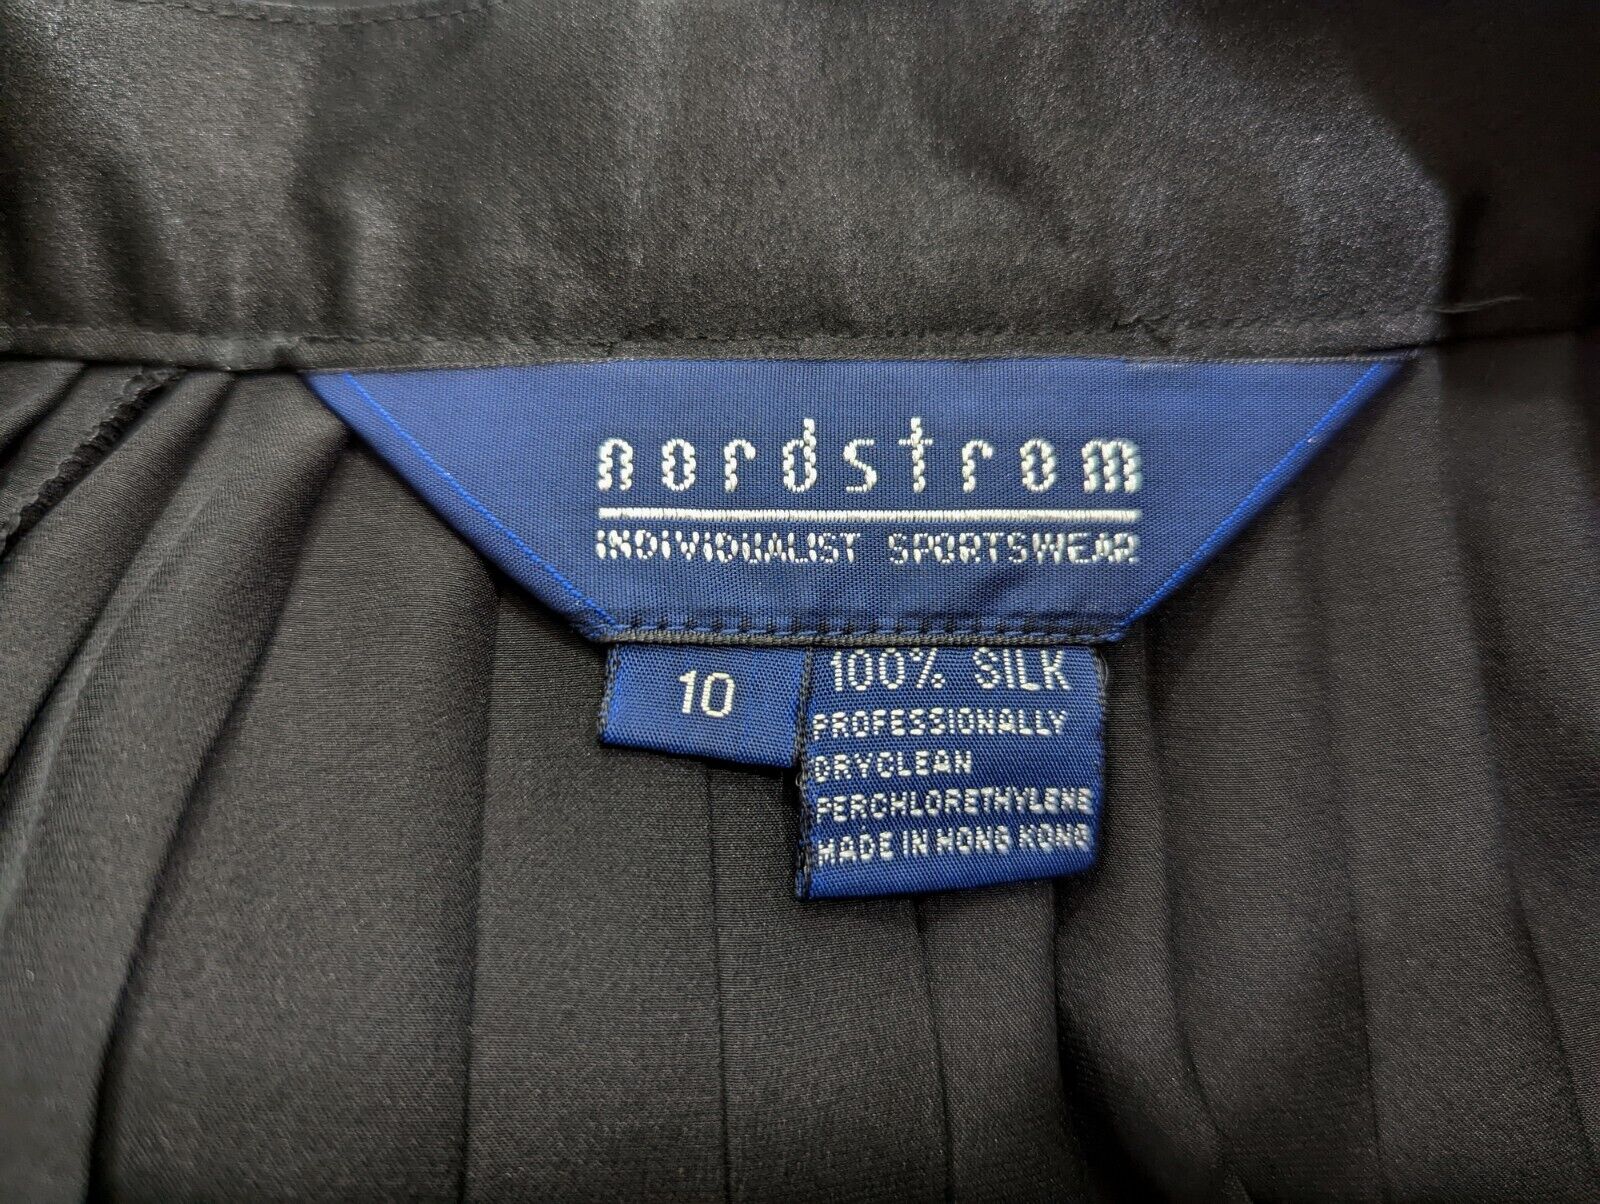 nordstrom
INDIVIDUALIST SPORTSWEAR
10
100% SILK
PROFESSIONALLY
DRYCLEAN
PERCHLORETHYLENE
MADE IN HONG KONG